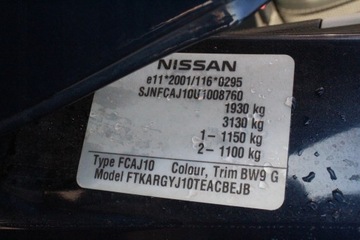 NISSAN
e11*2001/116*0295
SJNFCAJ10U1008760
1930 kg
3130 kg
1- 1150 kg
2- 1100 kg
Type FCAJ10 Colour, Trim BW9 G
Model FTKARGYJ10TEACBEJB